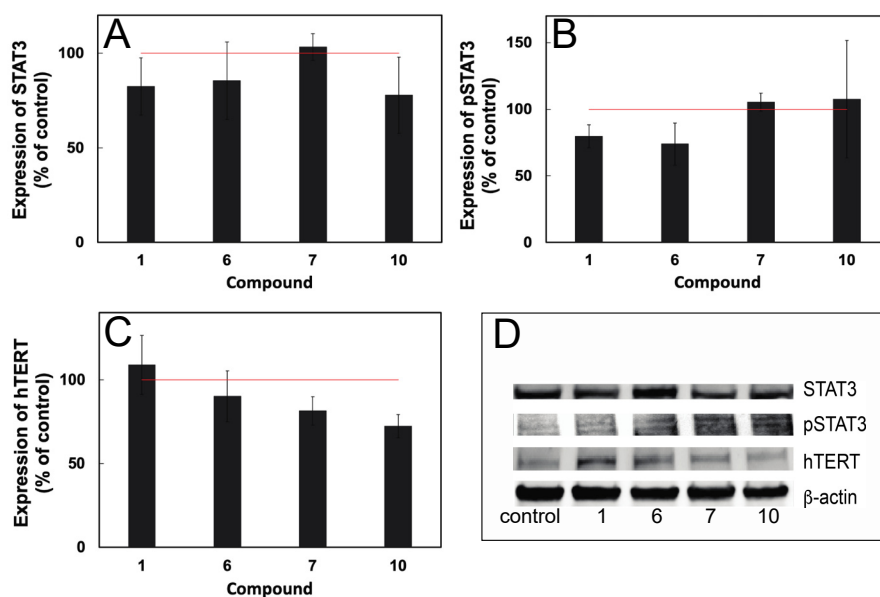 A
Expression of STAT3
(% of control)
100
50
0
1 6 7 10
Compound
B
Expression of pSTAT3
(% of control)
150
100
50
0
1 6 7 10
Compound
C
Expression of hTERT
(% of control)
100
50
0
1 6 7 10
Compound
D
STAT3
pSTAT3
hTERT
β-actin
control 1 6 7 10